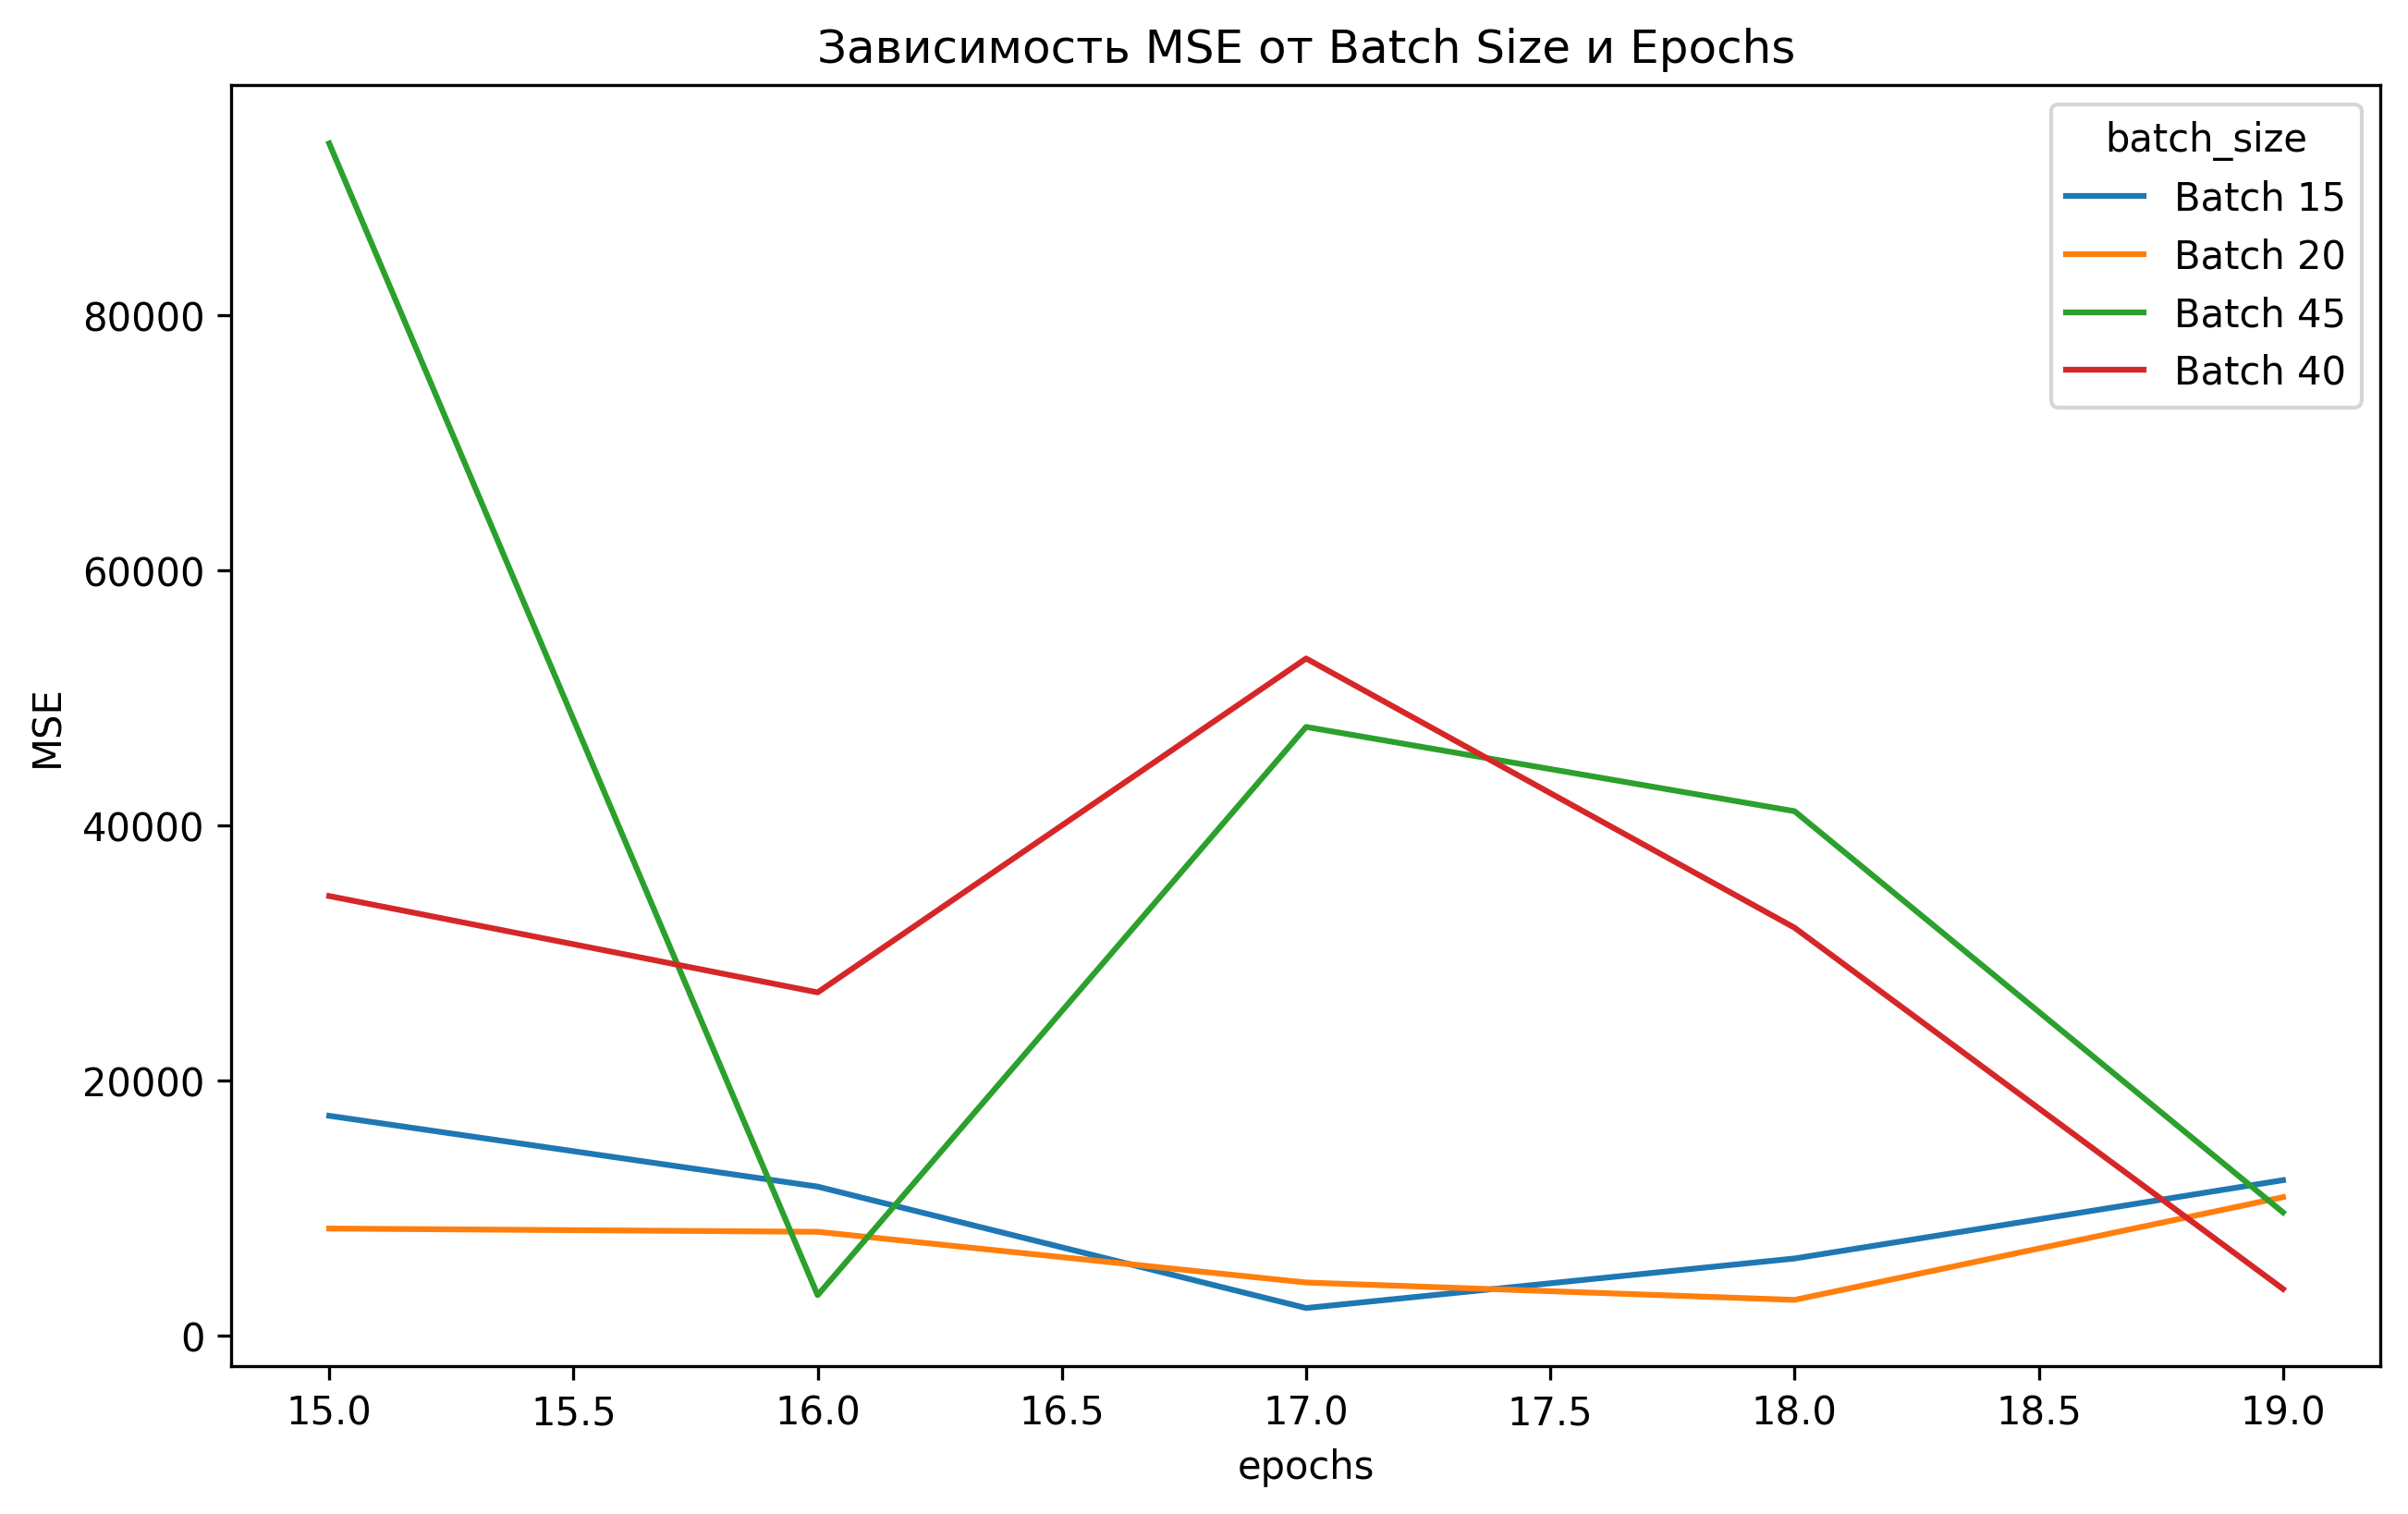 Зависимость MSE от Batch Size и Epochs
batch_size
Batch 15
Batch 20
Batch 45
Batch 40
MSE
80000
60000
40000
20000
0
15.0 15.5 16.0 16.5 17.0 17.5 18.0 18.5 19.0
epochs